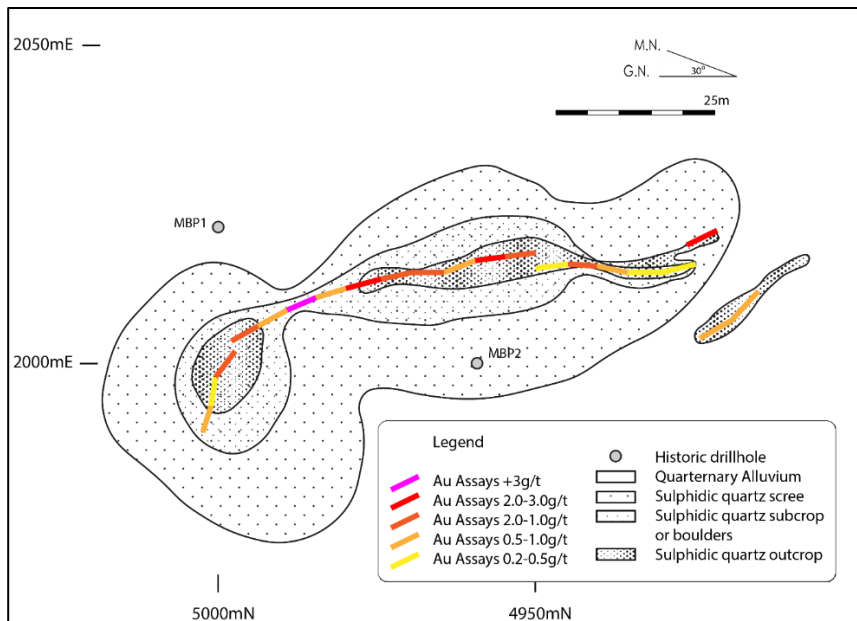 2050mE
M.N.
G.N.
30°
25m
MBP1
2000mE
MBP2
Legend
Au Assays +3g/t
Au Assays 2.0-3.0g/t
Au Assays 2.0-1.0g/t
Au Assays 0.5-1.0g/t
Au Assays 0.2-0.5g/t
Historic drillhole
Quarternary Alluvium
Sulphidic quartz scree
Sulphidic quartz subcrop
or boulders
Sulphidic quartz outcrop
5000mN
4950mN